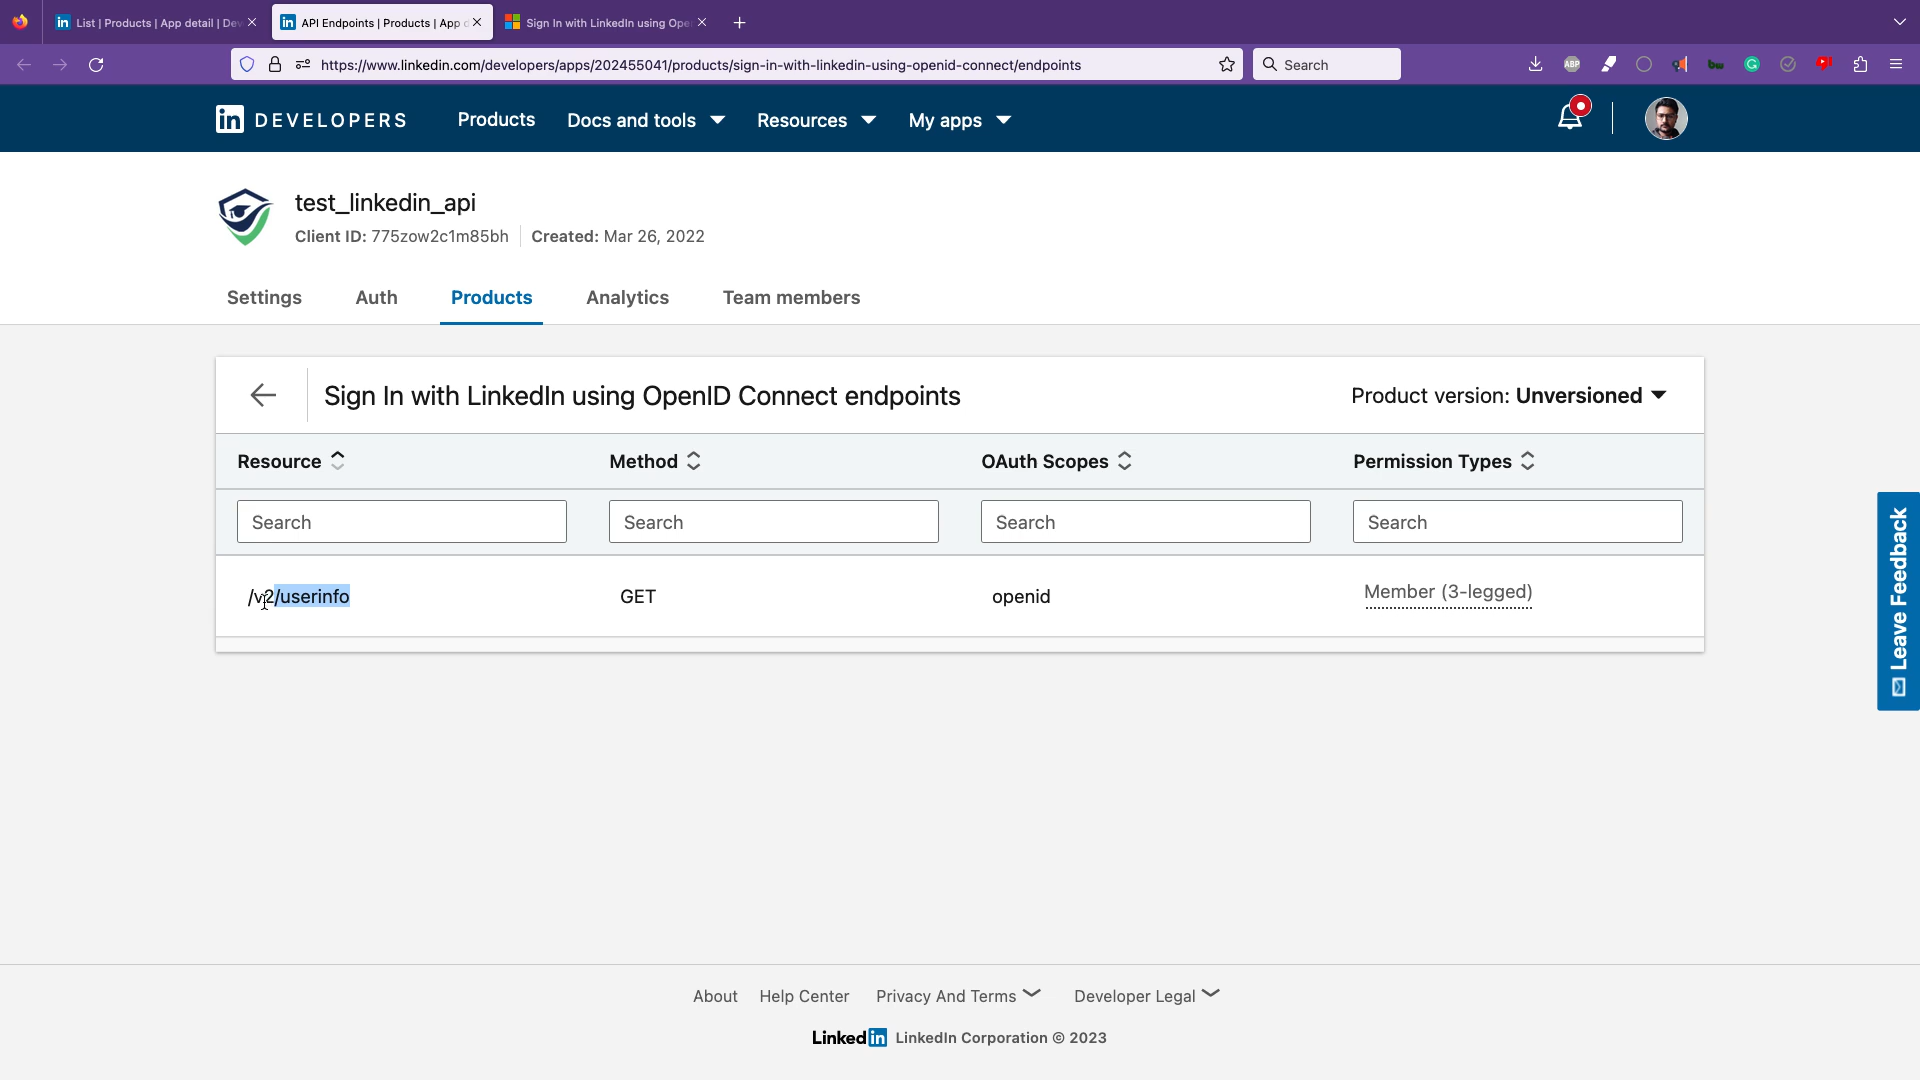 List | Products | App detail | Dev
API Endpoints | Products | App d
Sign In with LinkedIn using Ope
https://www.linkedin.com/developers/apps/202455041/products/sign-in-with-linkedin-using-openid-connect/endpoints
Search
ABP
in DEVELOPERS
Products
Docs and tools
Resources
My apps
test_linkedin_api
Client ID: 775zow2c1m85bh
Created: Mar 26, 2022
Settings
Auth
Products
Analytics
Team members
Sign In with LinkedIn using OpenID Connect endpoints
Product version: Unversioned
Resource
Method
OAuth Scopes
Permission Types
Search
Search
Search
Search
/v2/userinfo
GET
openid
Member (3-legged)
Leave Feedback
About
Help Center
Privacy And Terms
Developer Legal
LinkedIn LinkedIn Corporation © 2023